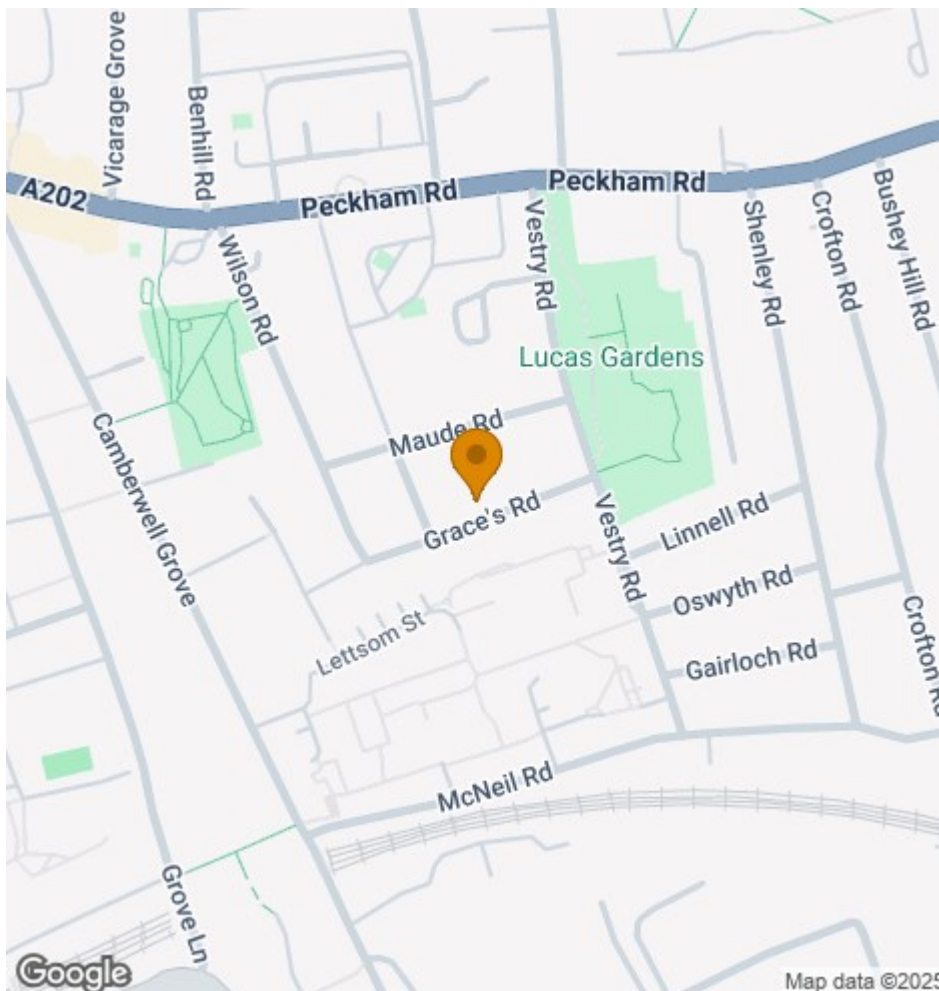 Vicarage Grove
Benhill Rd
A202
Peckham Rd
Peckham Rd
Wilson Rd
Vestry Rd
Shenley Rd
Crofton Rd
Bushey Hill Rd
Lucas Gardens
Maude Rd
Camberwell Grove
Grace's Rd
Vestry Rd
Linnell Rd
Oswyth Rd
Lettsom St
Gairloch Rd
Crofton Rd
McNeil Rd
Grove Ln
Google
Map data ©2025